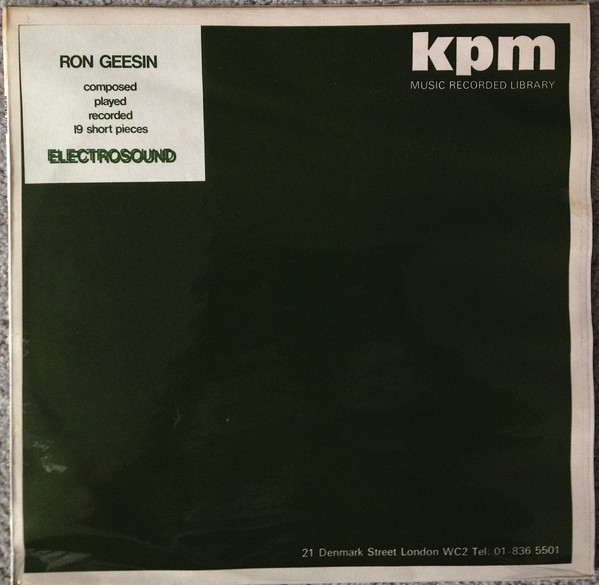 RON GEESIN
composed
played
recorded
19 short pieces
ELECTROSOUND
kpm
MUSIC RECORDED LIBRARY
21 Denmark Street London WC2 Tel: 01-836 5501